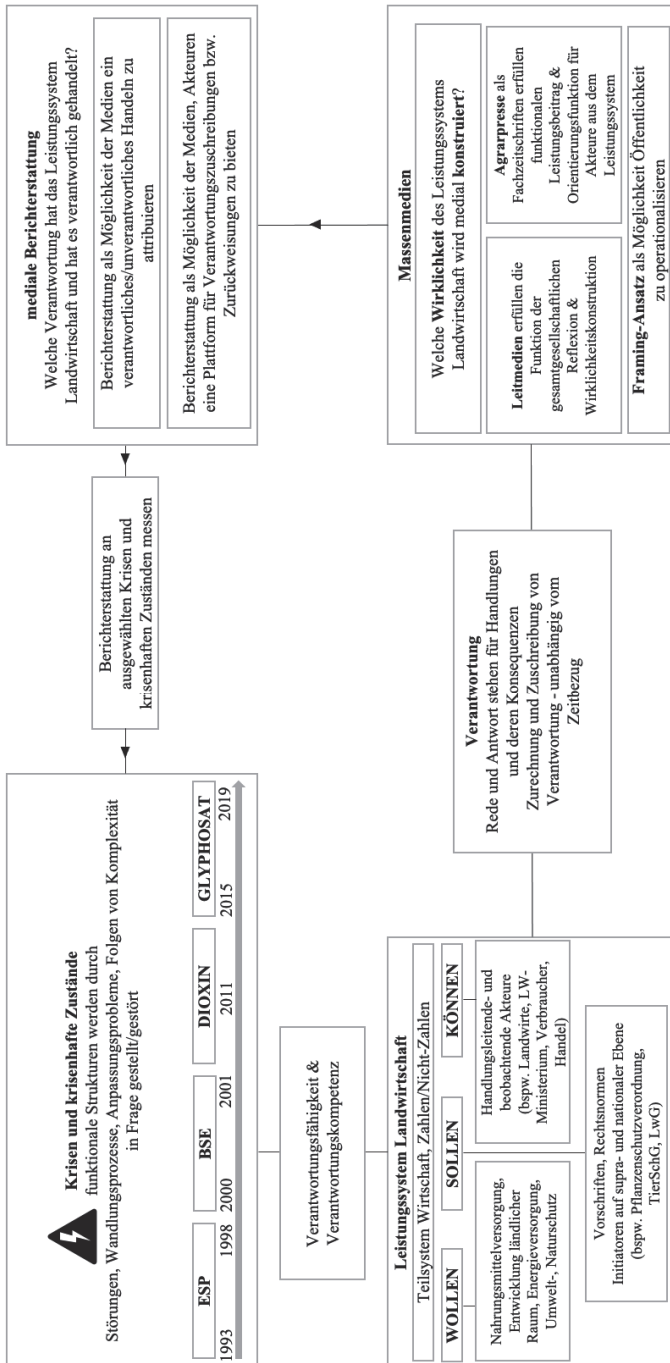 Krisen und krisenhafte Zustände
funktionale Strukturen werden durch
Störungen, Wandlungsprozesse, Anpassungsprobleme, Folgen von Komplexität
in Frage gestellt/gestört
ESP
BSE
DIOXIN
GLYPHOSAT
1993
1998
2000
2001
2011
2015
2019
Berichterstattung an
ausgewählten Krisen und
krisenhaften Zuständen messen
mediale Berichterstattung
Welche Verantwortung hat das Leistungssystem
Landwirtschaft und hat es verantwortlich gehandelt?
Berichterstattung als Möglichkeit der Medien ein
verantwortliches/unverantwortliches Handeln zu
attribuieren
Berichterstattung als Möglichkeit der Medien, Akteuren
eine Plattform für Verantwortungszuschreibungen bzw.
Zurückweisungen zu bieten
Verantwortungsfähigkeit &
Verantwortungskompetenz
Leistungssystem Landwirtschaft
Teilsystem Wirtschaft, Zahlen/Nicht-Zahlen
WOLLEN
SOLLEN
KÖNNEN
Nahrungsmittelversorgung,
Entwicklung ländlicher
Raum, Energieversorgung,
Umwelt-, Naturschutz
Handlungsleitende- und
beobachtende Akteure
(bspw. Landwirte, LW-
Ministerium, Verbraucher,
Handel)
Vorschriften, Rechtsnormen
Initiatoren auf supra- und nationaler Ebene
(bspw. Pflanzenschutzverordnung,
TierSchG, LwG)
Verantwortung
Rede und Antwort stehen für Handlungen
und deren Konsequenzen
Zurechnung und Zuschreibung von
Verantwortung - unabhängig vom
Zeitbezug
Massenmedien
Welche Wirklichkeit des Leistungssystems
Landwirtschaft wird medial konstruiert?
Leitmedien erfüllen die
Funktion der
gesamtgesellschaftlichen
Reflexion &
Wirklichkeitskonstruktion
Agrarpresse als
Fachzeitschriften erfüllen
funktionalen
Leistungsbeitrag &
Orientierungsfunktion für
Akteure aus dem
Leistungssystem
Framing-Ansatz als Möglichkeit Öffentlichkeit
zu operationalisieren